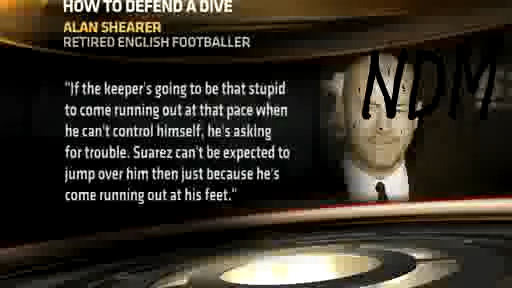 HOW TO DEFEND A DIVE
ALAN SHEARER
RETIRED ENGLISH FOOTBALLER
"If the keeper's going to be that stupid
to come running out at that pace when
he can't control himself, he's asking
for trouble. Suarez can't be expected to
jump over him then just because he's
come running out at his feet."
NDM